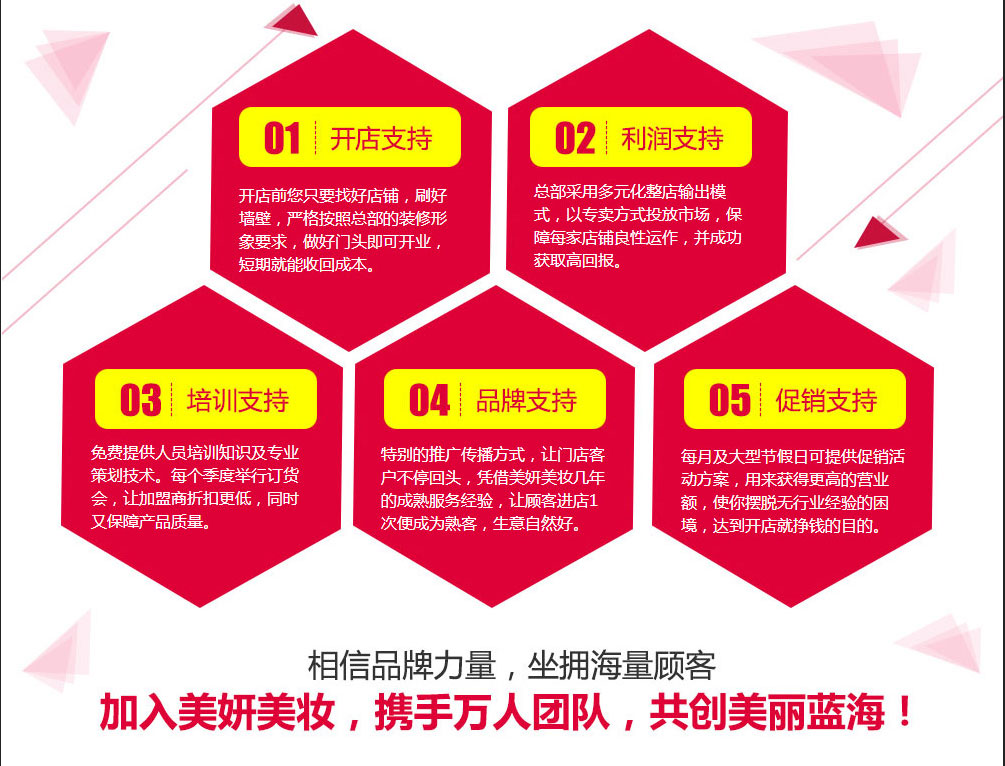 01 开店支持
开店前您只要找好店铺，刷好
墙壁，严格按照总部的装修形
象要求，做好门头即可开业，
短期就能收回成本。
02 利润支持
总部采用多元化整店输出模
式，以专卖方式投放市场，保
障每家店铺良性运作，并成功
获取高回报。
03 培训支持
免费提供人员培训知识及专业
策划技术。每个季度举行订货
会，让加盟商折扣更低，同时
又保障产品质量。
04 品牌支持
特别的推广传播方式，让门店客
户不停回头，凭借美妍美妆几年
的成熟服务经验，让顾客进店1
次便成为熟客，生意自然好。
05 促销支持
每月及大型节假日可提供促销活
动方案，用来获得更高的营业
额，使你摆脱无行业经验的困
境，达到开店就挣钱的目的。
相信品牌力量，坐拥海量顾客
加入美妍美妆，携手万人团队，共创美丽蓝海！